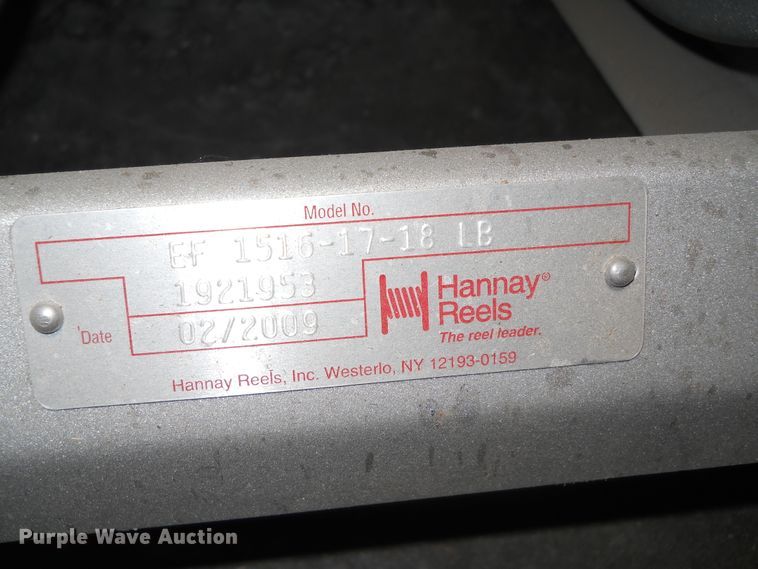 Model No.
EF 1516-17-18 LB
1921953
Date 02/2009
Hannay®
Reels
The reel leader.
Hannay Reels, Inc. Westerlo, NY 12193-0159
Purple Wave Auction